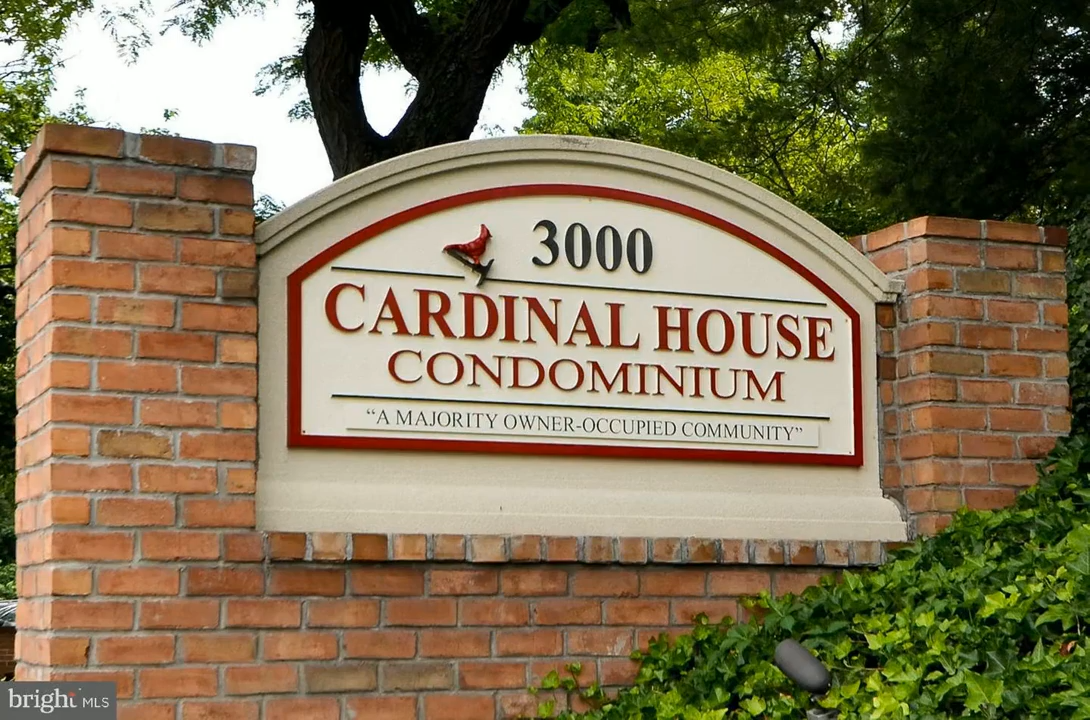 3000
CARDINAL HOUSE
CONDOMINIUM
“A MAJORITY OWNER-OCCUPIED COMMUNITY”
bright MLS